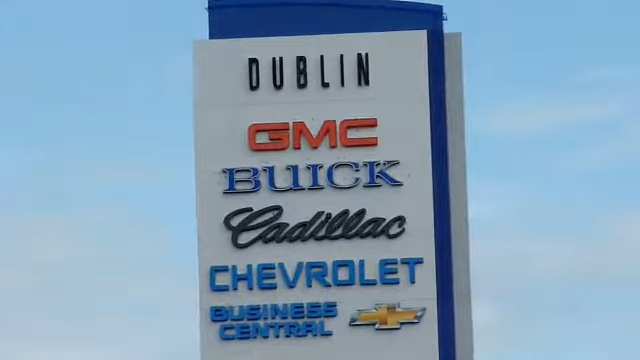 DUBLIN
GMC
BUICK
Cadillac
CHEVROLET
BUSINESS
CENTRAL